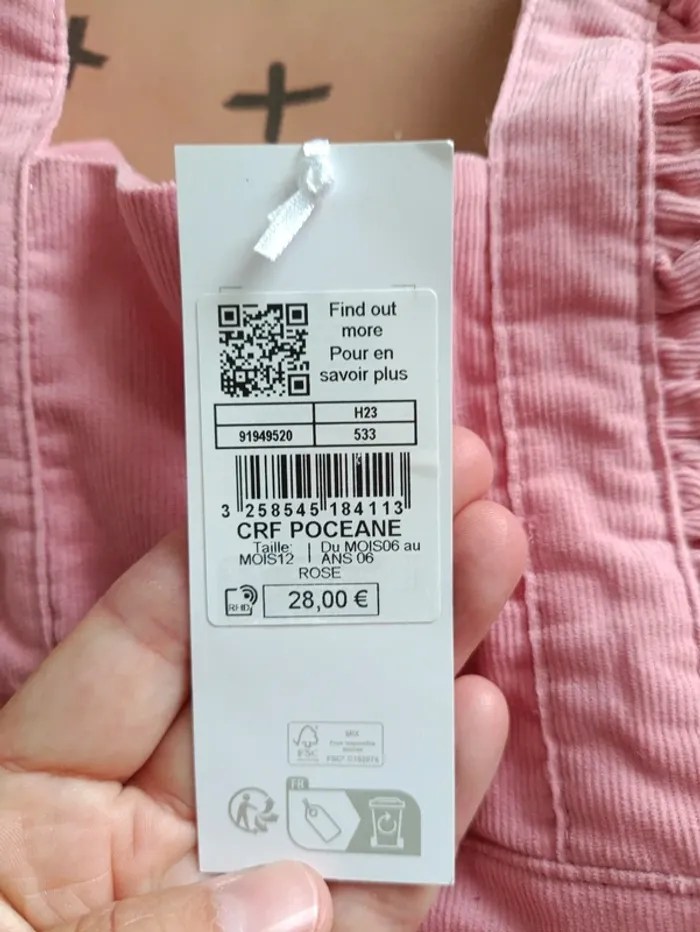 Find out
more
Pour en
savoir plus
H23
91949520 533
3 258545 184113
CRF POCEANE
Taille: | Du MOIS06 au
MOIS12 | ANS 06
ROSE
RFID 28,00 €
FSC
MIX
FR